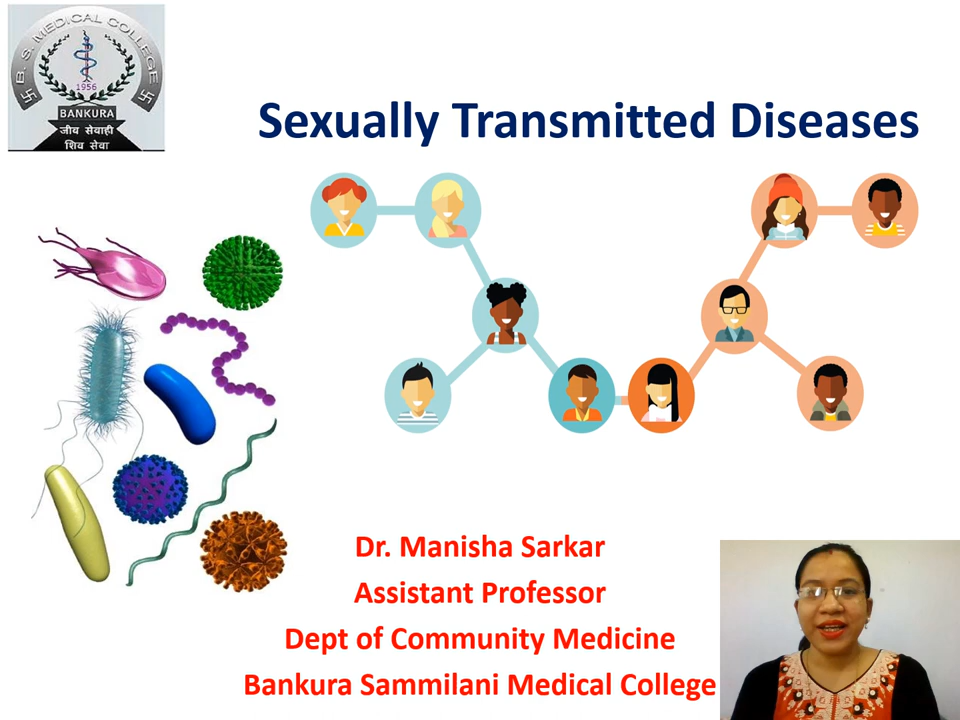 B. S. MEDICAL COLLEGE
1956
BANKURA
जीव सेवाही
शिव सेवा
Sexually Transmitted Diseases
Dr. Manisha Sarkar
Assistant Professor
Dept of Community Medicine
Bankura Sammilani Medical College